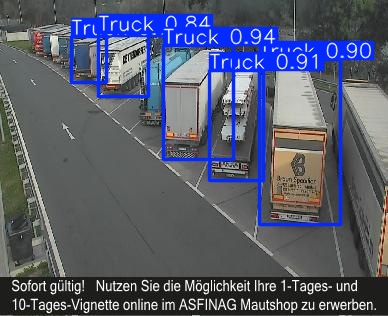 Tru
Truck 0.84
Truck 0.94
Truck 0.90
Truck 0.91
B
Sofort gültig!   Nutzen Sie die Möglichkeit Ihre 1-Tages- und
10-Tages-Vignette online im ASFINAG Mautshop zu erwerben.